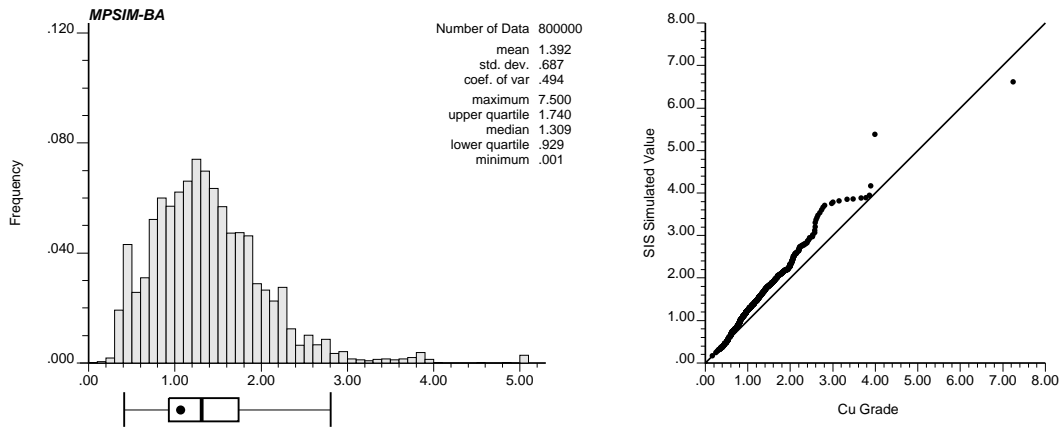 MPSIM-BA
Number of Data 800000
mean 1.392
std. dev. .687
coef. of var .494
maximum 7.500
upper quartile 1.740
median 1.309
lower quartile .929
minimum .001
Frequency
.120
.080
.040
.000
.00 1.00 2.00 3.00 4.00 5.00
SIS Simulated Value
8.00
7.00
6.00
5.00
4.00
3.00
2.00
1.00
.00
.00 1.00 2.00 3.00 4.00 5.00 6.00 7.00 8.00
Cu Grade